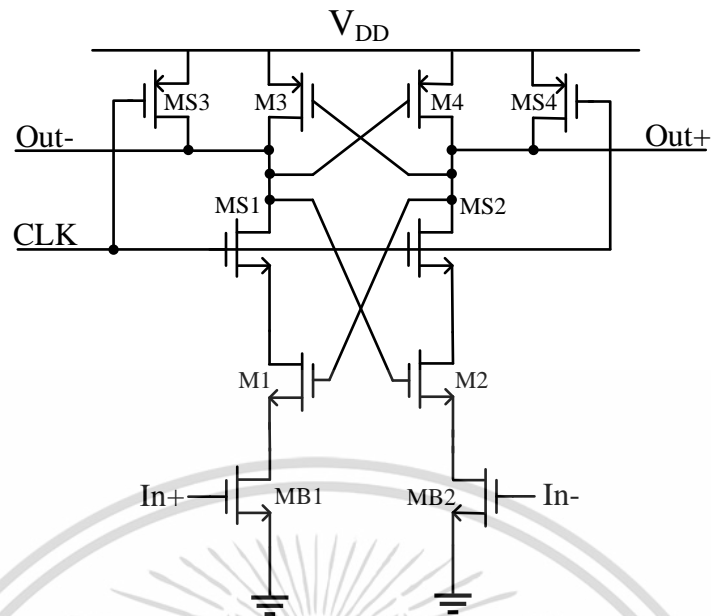 V_DD
MS3 M3 M4 MS4
Out- Out+
MS1 MS2
CLK
M1 M2
In+ MB1 MB2 In-